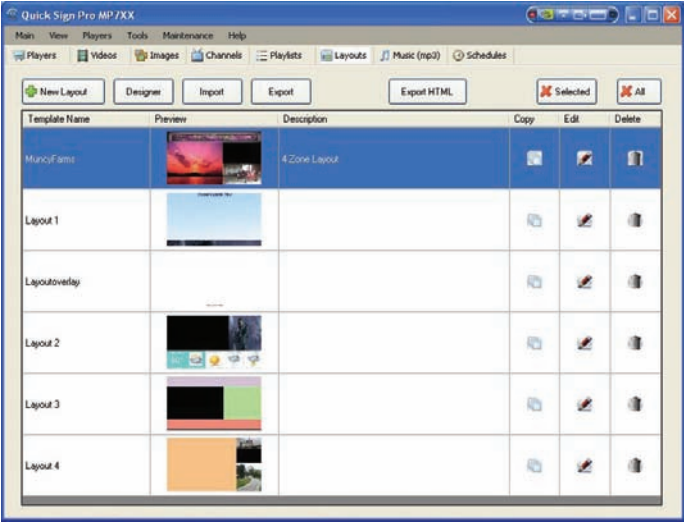 Quick Sign Pro MP7XX
Main View Players Tools Maintenance Help
Players Videos Images Channels Playlists Layouts Music (mp3) Schedules
New Layout Designer Import Export Export HTML Selected All
Template Name Preview Description Copy Edit Delete
MuncyFarms 4 Zone Layout
Layout 1
Layoutoverlay
Layout 2
Layout 3
Layout 4